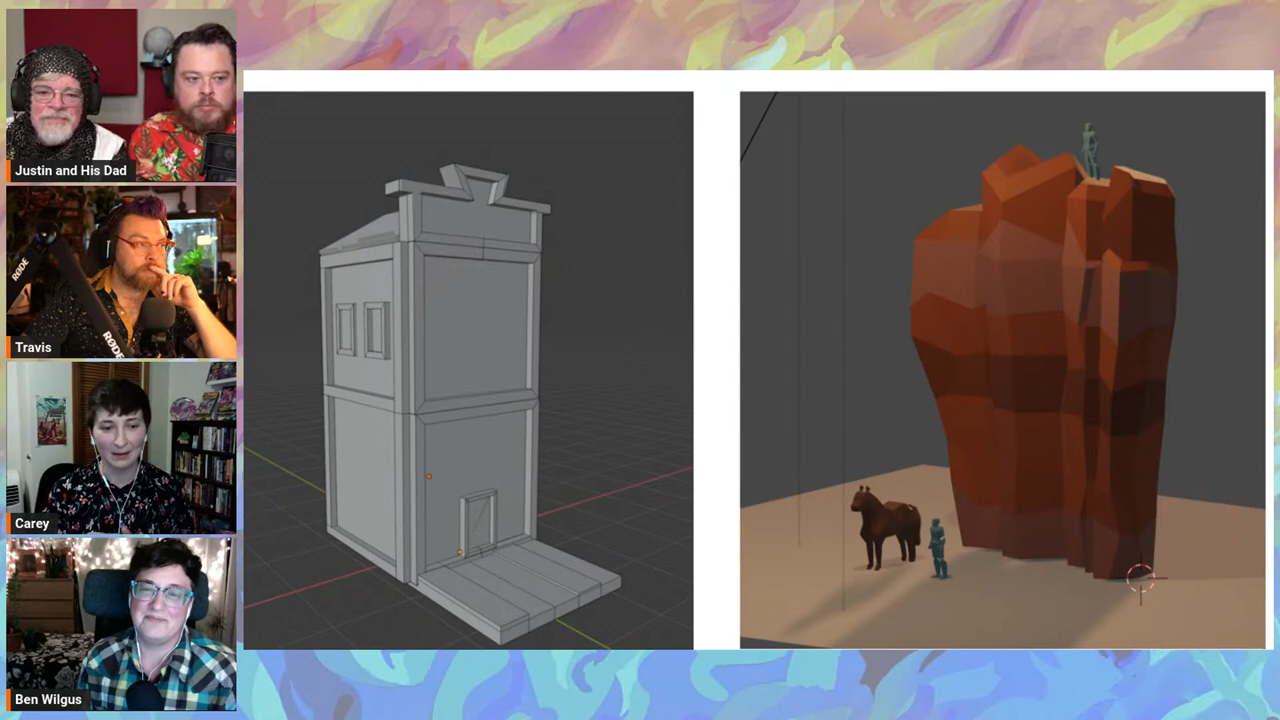 Justin and His Dad
RØDE
RØDE
Travis
Carey
Ben Wilgus